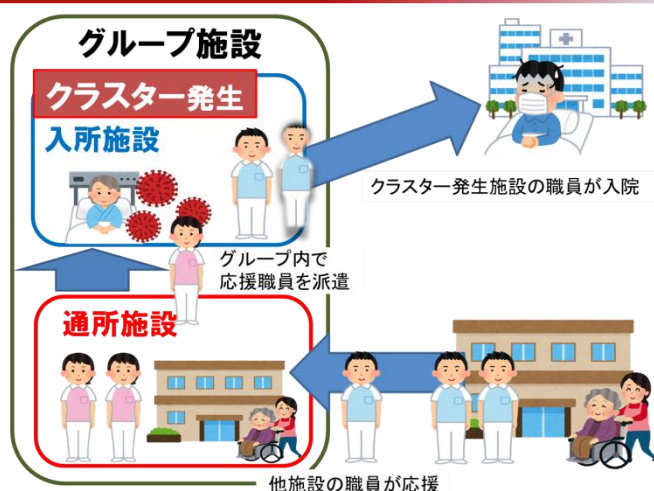 グループ施設
クラスター発生
入所施設
クラスター発生施設の職員が入院
グループ内で
応援職員を派遣
通所施設
他施設の職員が応援